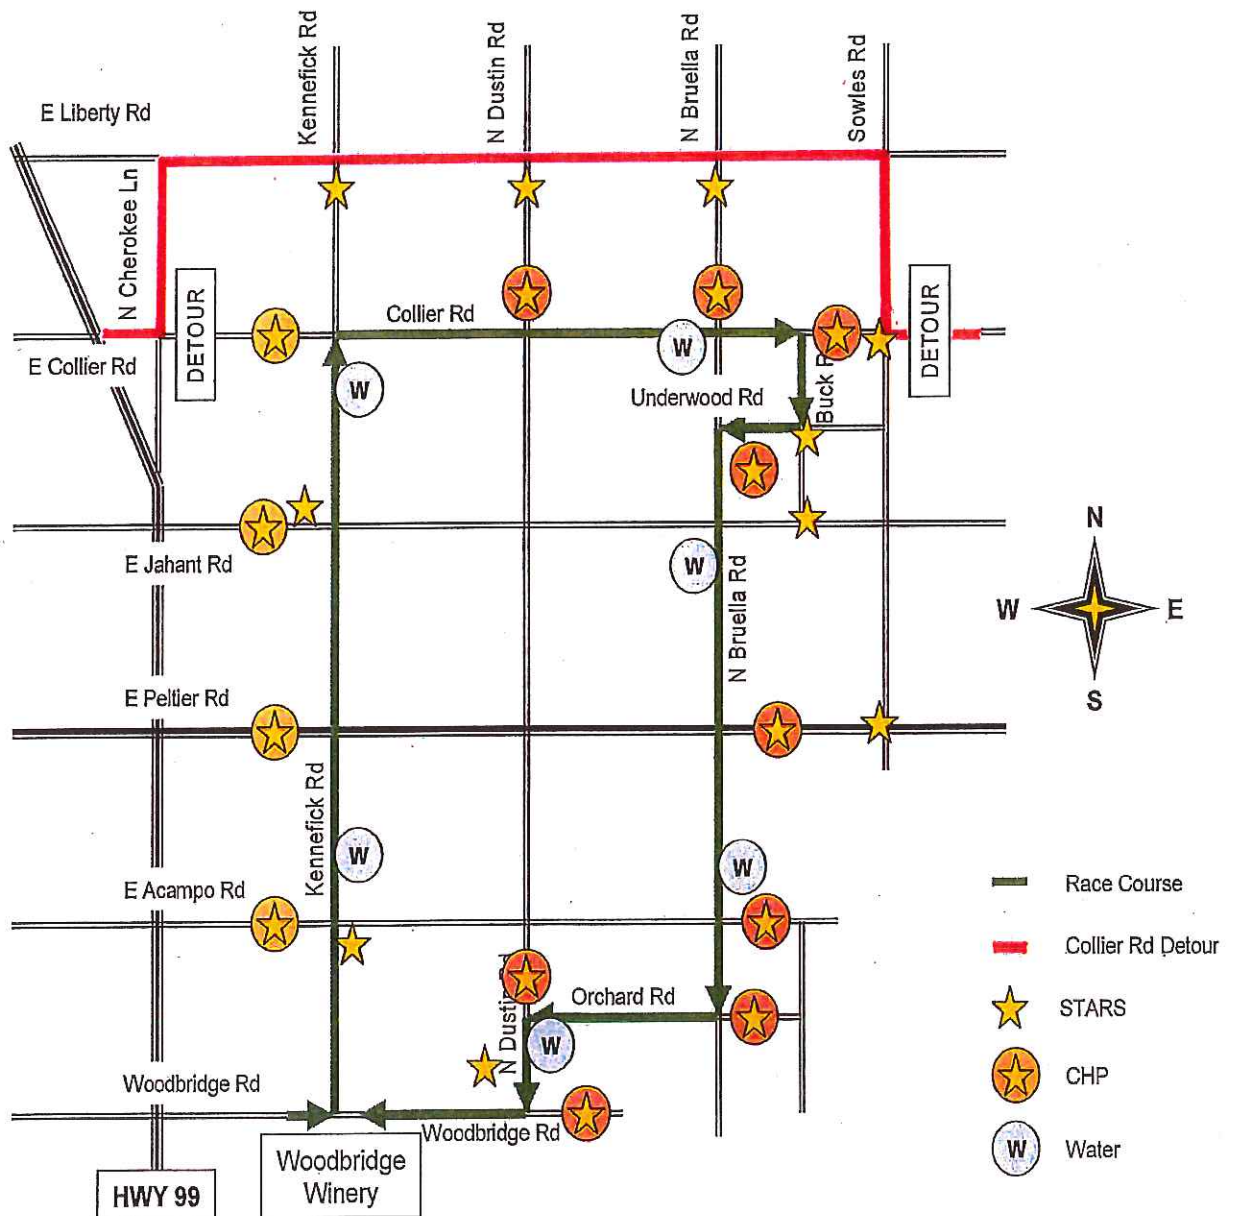 Kennefick Rd
N Dustin Rd
N Bruella Rd
Sowles Rd
E Liberty Rd
N Cherokee Ln
DETOUR
Collier Rd
E Collier Rd
W
W
Underwood Rd
Buck
DETOUR
E Jahant Rd
W
N Bruella Rd
N
W
E
S
E Peltier Rd
Kennefick Rd
W
W
E Acampo Rd
N Dustin
Orchard Rd
W
Woodbridge Rd
Woodbridge Rd
Woodbridge
Winery
HWY 99
Race Course
Collier Rd Detour
STARS
CHP
W
Water